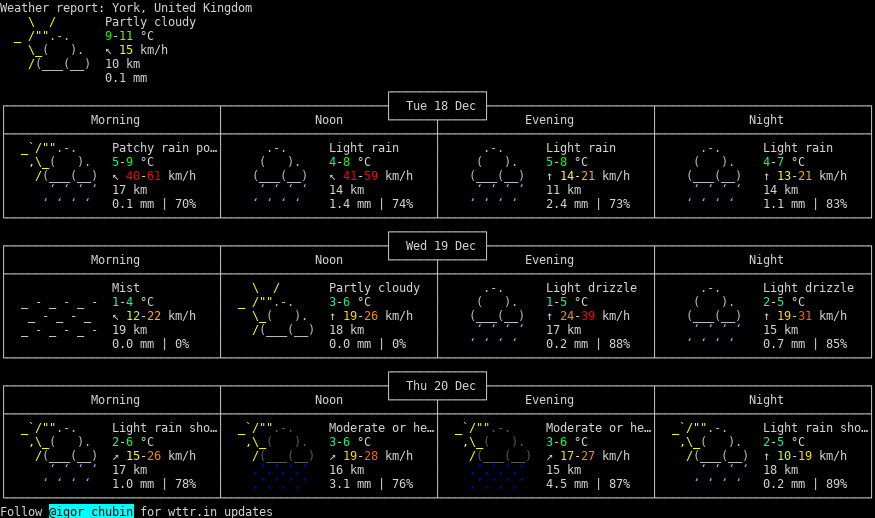 Weather report: York, United Kingdom
Partly cloudy
9-11 °C
↖ 15 km/h
10 km
0.1 mm
Tue 18 Dec
Morning Noon Evening Night
Patchy rain po… Light rain Light rain Light rain
5-9 °C 4-8 °C 5-8 °C 4-7 °C
↖ 40-61 km/h ↖ 41-59 km/h ↑ 14-21 km/h ↑ 13-21 km/h
17 km 14 km 11 km 14 km
0.1 mm | 70% 1.4 mm | 74% 2.4 mm | 73% 1.1 mm | 83%
Wed 19 Dec
Morning Noon Evening Night
Mist Partly cloudy Light drizzle Light drizzle
1-4 °C 3-6 °C 1-5 °C 2-5 °C
↖ 12-22 km/h ↑ 19-26 km/h ↑ 24-39 km/h ↑ 19-31 km/h
19 km 18 km 17 km 15 km
0.0 mm | 0% 0.0 mm | 0% 0.2 mm | 88% 0.7 mm | 85%
Thu 20 Dec
Morning Noon Evening Night
Light rain sho… Moderate or he… Moderate or he… Light rain sho…
2-6 °C 3-6 °C 3-6 °C 2-5 °C
↗ 15-26 km/h ↗ 19-28 km/h ↗ 17-27 km/h ↑ 10-19 km/h
17 km 16 km 15 km 18 km
1.0 mm | 78% 3.1 mm | 76% 4.5 mm | 87% 0.2 mm | 89%
Follow @igor_chubin for wttr.in updates